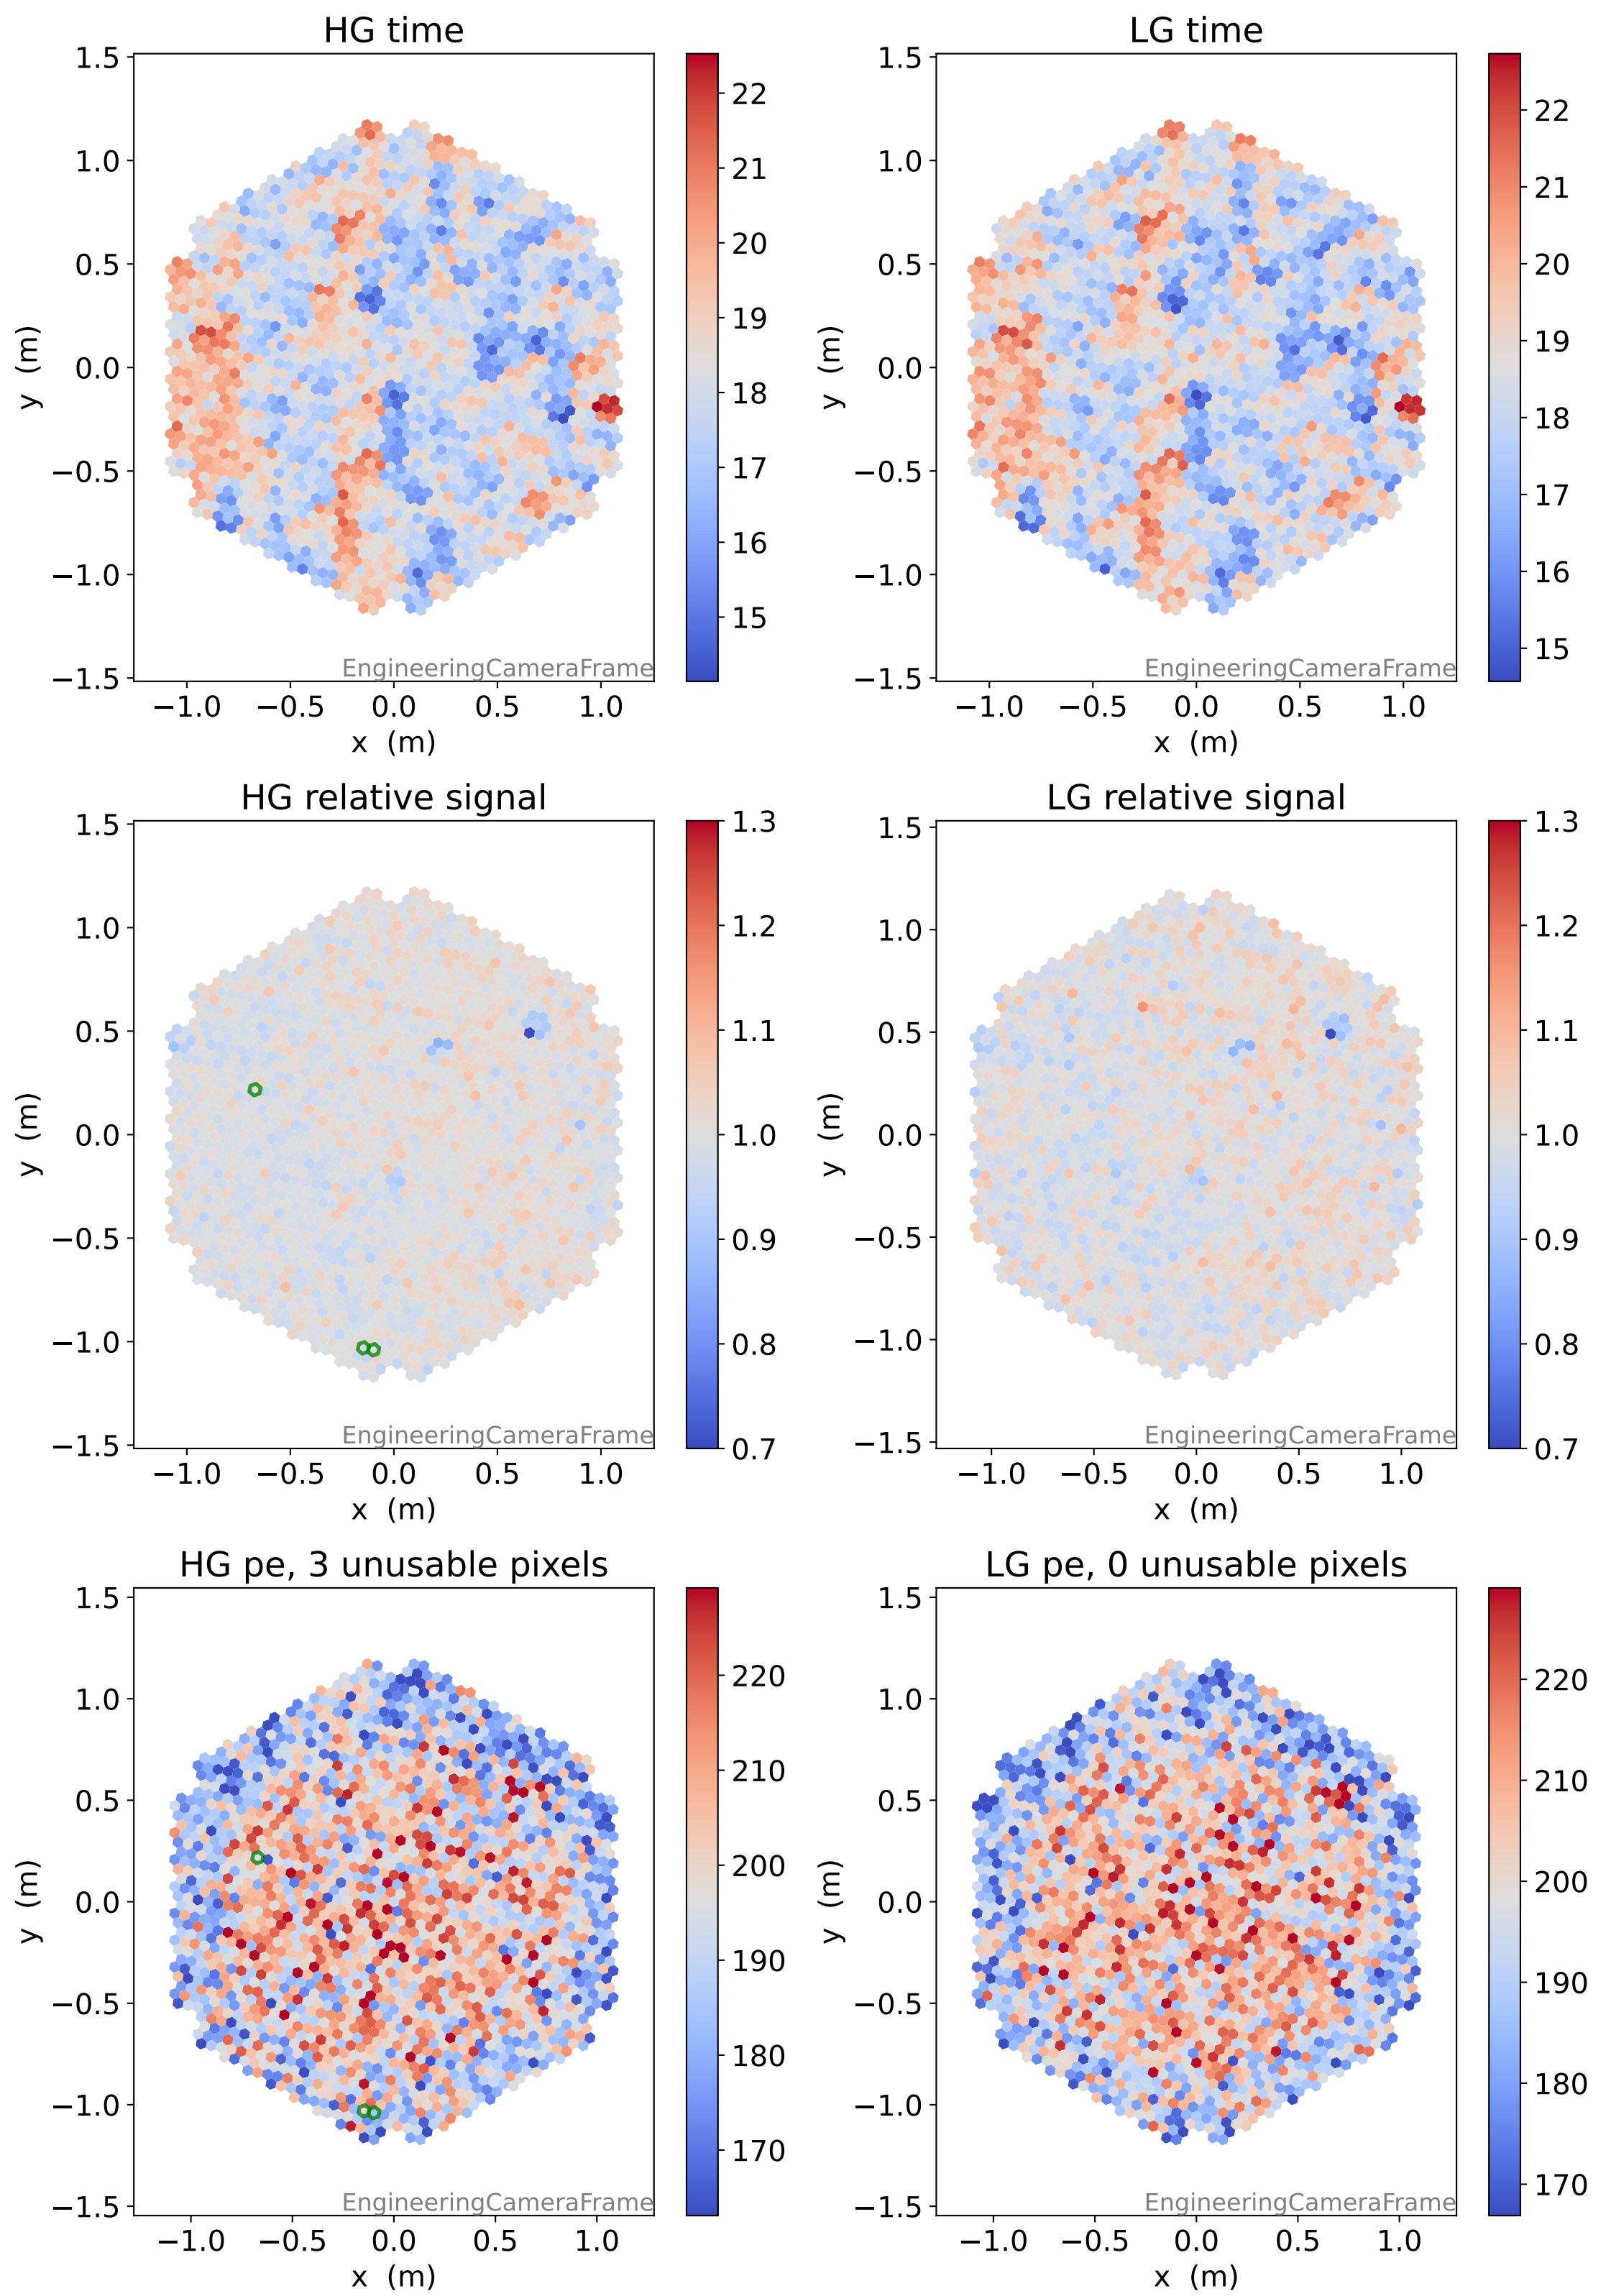 HG time
1.5
1.0
0.5
0.0
−0.5
−1.0
−1.5
y (m)
−1.0 −0.5 0.0 0.5 1.0
x (m)
EngineeringCameraFrame
22
21
20
19
18
17
16
15
LG time
1.5
1.0
0.5
0.0
−0.5
−1.0
−1.5
y (m)
−1.0 −0.5 0.0 0.5 1.0
x (m)
EngineeringCameraFrame
22
21
20
19
18
17
16
15
HG relative signal
1.5
1.0
0.5
0.0
−0.5
−1.0
−1.5
y (m)
−1.0 −0.5 0.0 0.5 1.0
x (m)
EngineeringCameraFrame
1.3
1.2
1.1
1.0
0.9
0.8
0.7
LG relative signal
1.5
1.0
0.5
0.0
−0.5
−1.0
−1.5
y (m)
−1.0 −0.5 0.0 0.5 1.0
x (m)
EngineeringCameraFrame
1.3
1.2
1.1
1.0
0.9
0.8
0.7
HG pe, 3 unusable pixels
1.5
1.0
0.5
0.0
−0.5
−1.0
−1.5
y (m)
−1.0 −0.5 0.0 0.5 1.0
x (m)
EngineeringCameraFrame
220
210
200
190
180
170
LG pe, 0 unusable pixels
1.5
1.0
0.5
0.0
−0.5
−1.0
−1.5
y (m)
−1.0 −0.5 0.0 0.5 1.0
x (m)
EngineeringCameraFrame
220
210
200
190
180
170